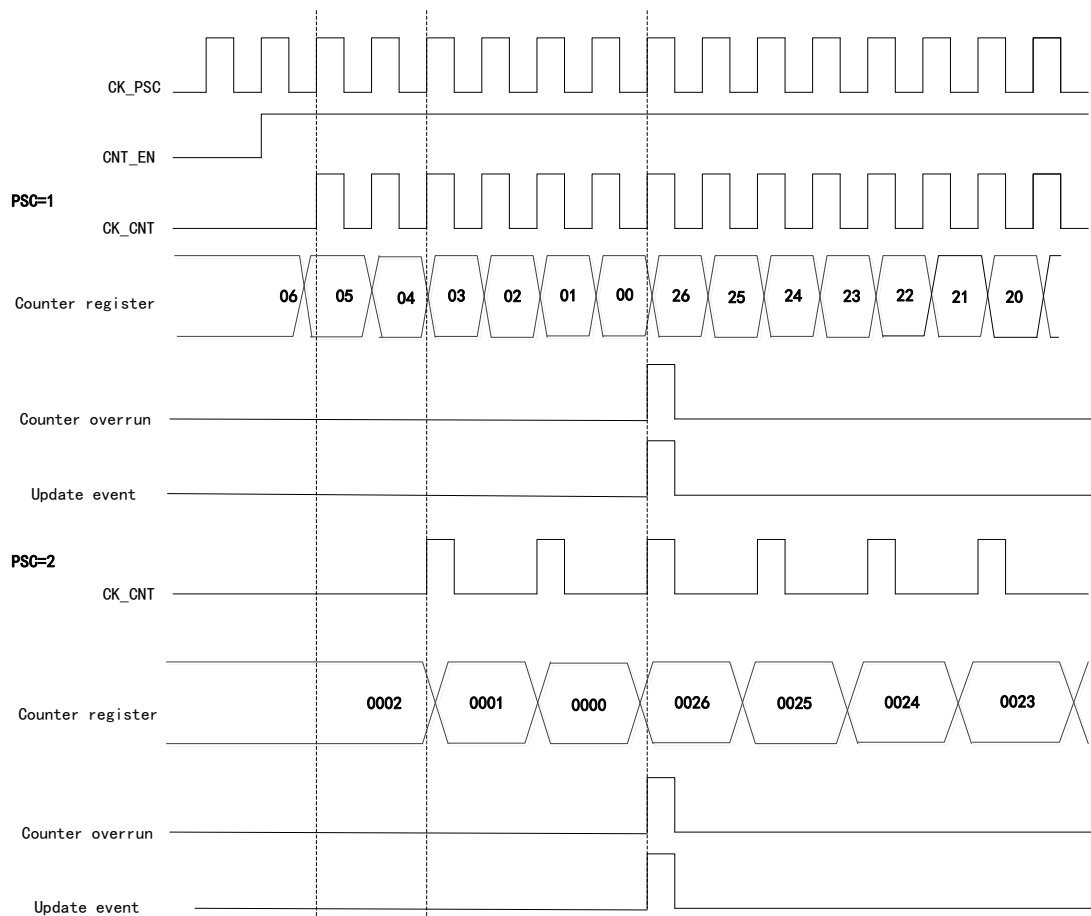 CK_PSC
CNT_EN
PSC=1
CK_CNT
Counter register 06 05 04 03 02 01 00 26 25 24 23 22 21 20
Counter overrun
Update event
PSC=2
CK_CNT
Counter register 0002 0001 0000 0026 0025 0024 0023
Counter overrun
Update event